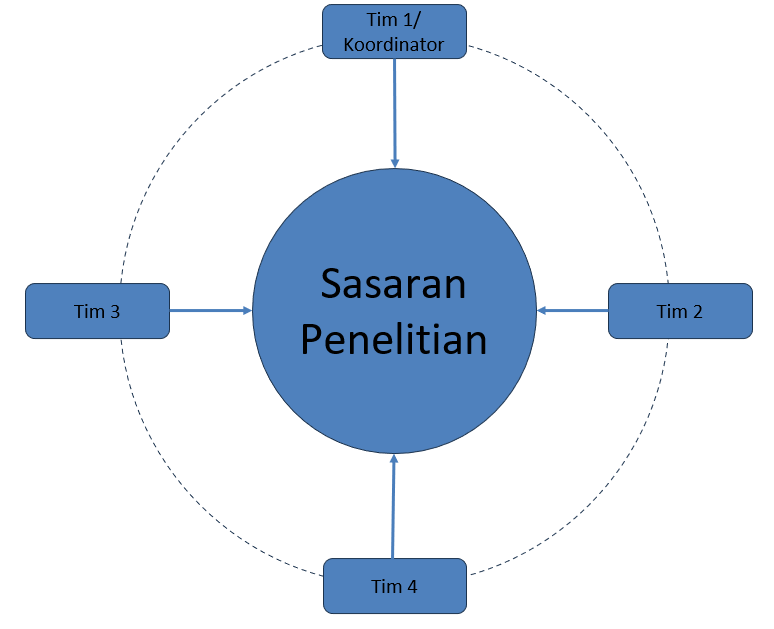 Tim 1/
Koordinator
Sasaran
Penelitian
Tim 3
Tim 2
Tim 4